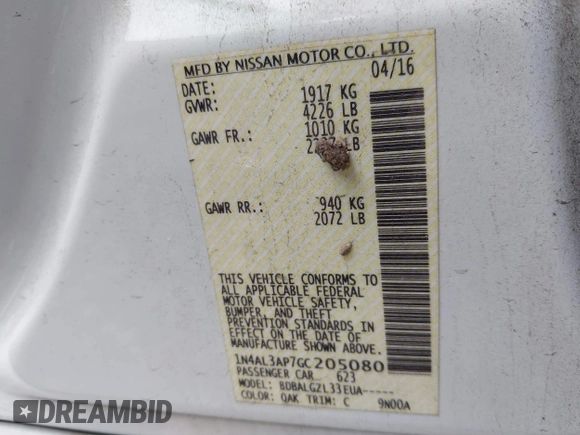 MFD BY NISSAN MOTOR CO., LTD.
DATE: 04/16
GVWR: 1917 KG
4226 LB
GAWR FR.: 1010 KG
LB
GAWR RR.: 940 KG
2072 LB
THIS VEHICLE CONFORMS TO
ALL APPLICABLE FEDERAL
MOTOR VEHICLE SAFETY,
BUMPER, AND THEFT
PREVENTION STANDARDS IN
EFFECT ON THE DATE OF
MANUFACTURE SHOWN ABOVE.
1N4AL3AP7GC205080
PASSENGER CAR 623
MODEL: BDBALGZL33EUA-----
COLOR: QAK TRIM: C 9N00A
DRIVE INSIGHT